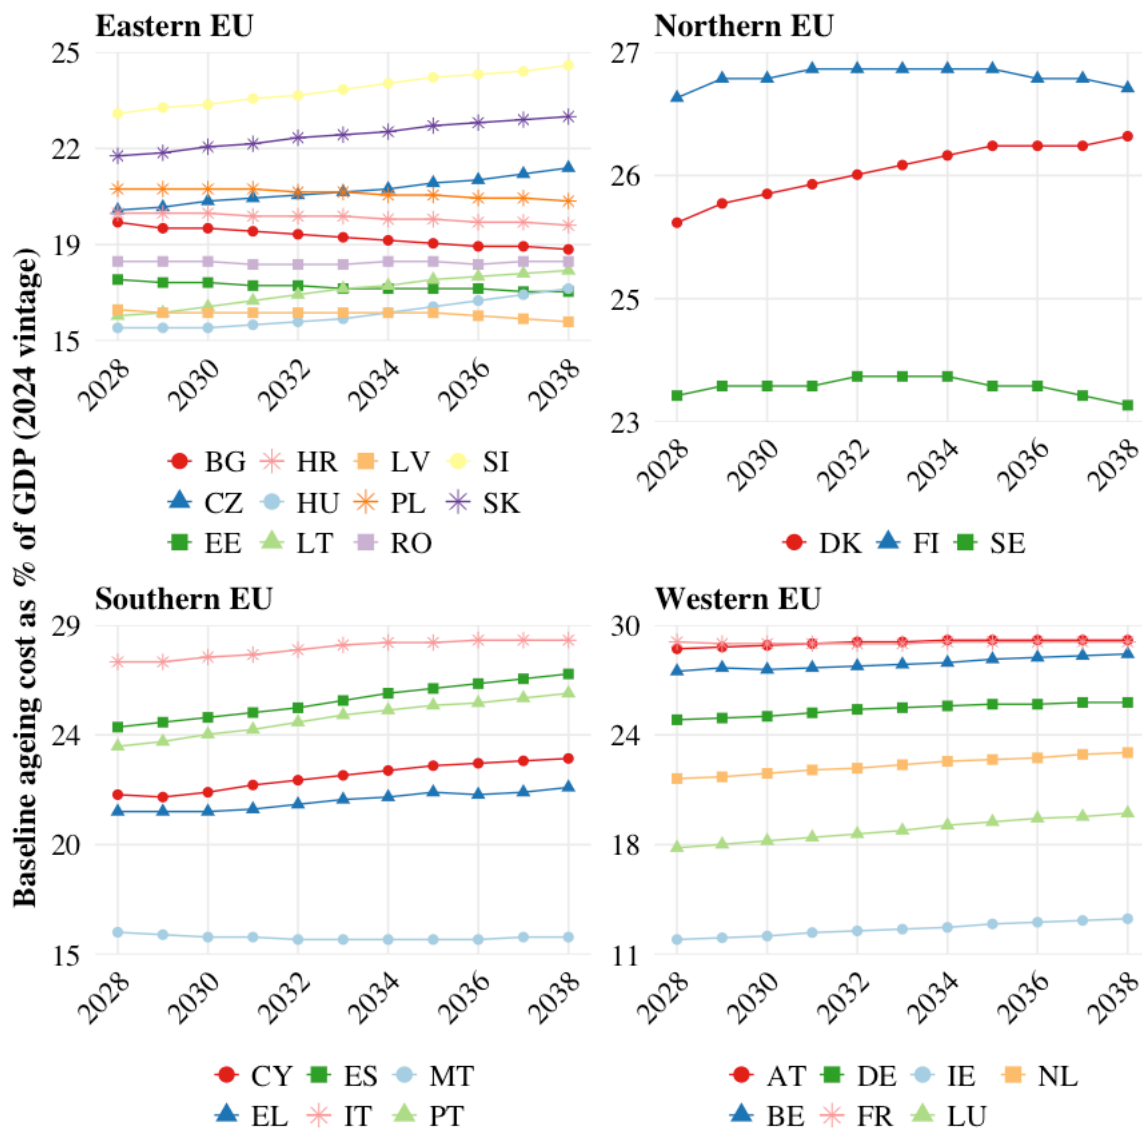 Baseline ageing cost as % of GDP (2024 vintage)
Eastern EU
25
22
19
15
2028 2030 2032 2034 2036 2038
BG HR LV SI
CZ HU PL SK
EE LT RO
Northern EU
27
26
25
23
2028 2030 2032 2034 2036 2038
DK FI SE
Southern EU
29
24
20
15
2028 2030 2032 2034 2036 2038
CY ES MT
EL IT PT
Western EU
30
24
18
11
2028 2030 2032 2034 2036 2038
AT DE IE NL
BE FR LU